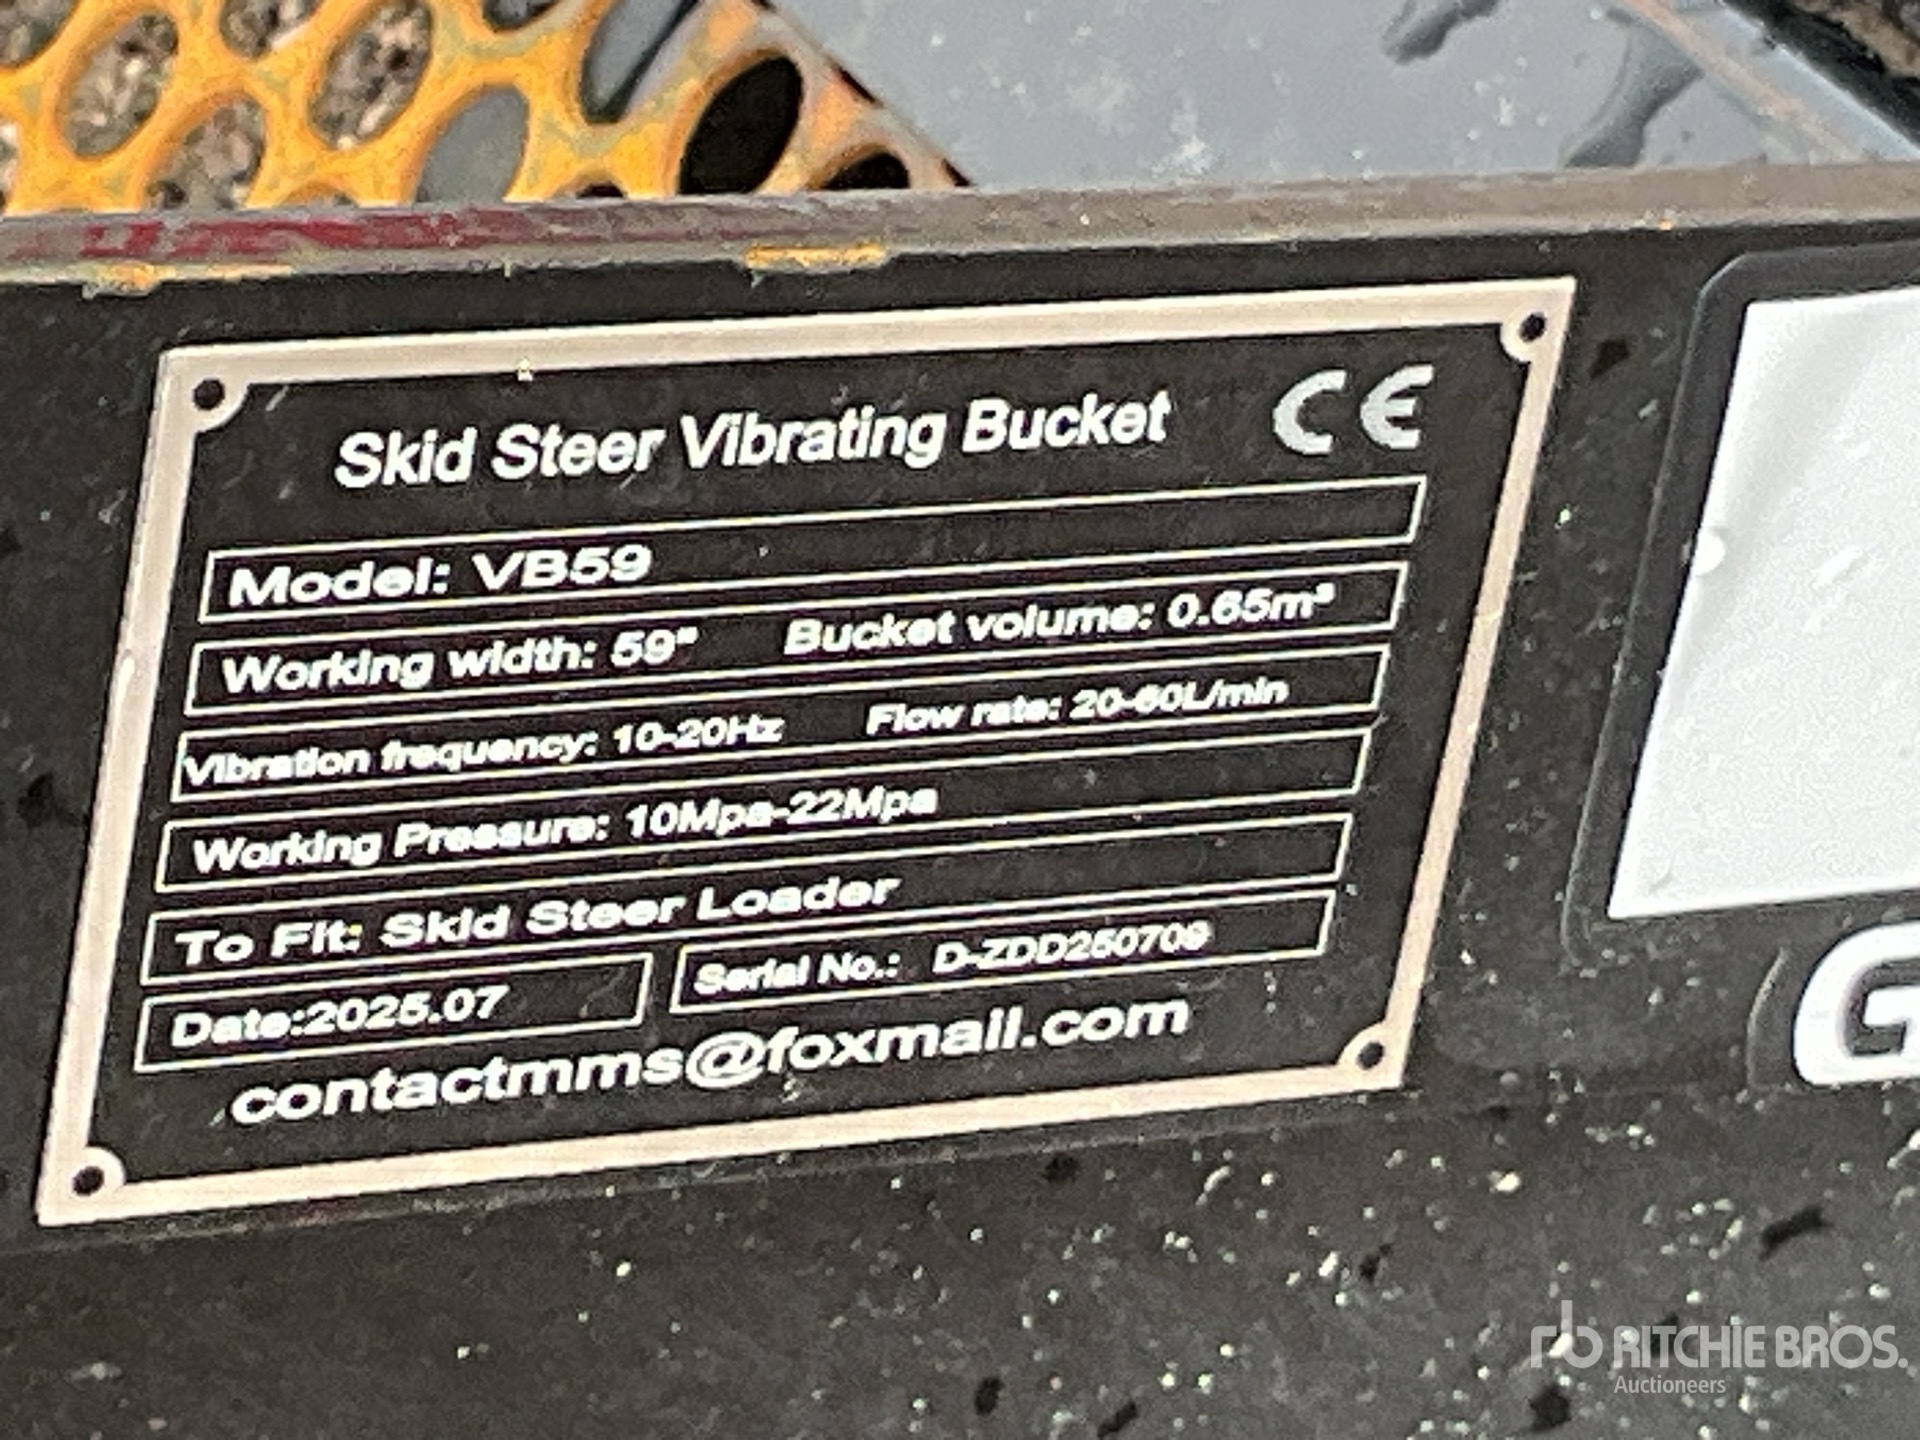 Skid Steer Vibrating Bucket CE
Model: VB59
Working width: 59" Bucket volume: 0.65m³
Vibration frequency: 10-20Hz Flow rate: 20-60L/min
Working Pressure: 10Mpa-22Mpa
To Fit: Skid Steer Loader
Date:2025.07 Serial No.: D-ZDD250709
contactmms@foxmail.com
G
rb RITCHIE BROS.
Auctioneers